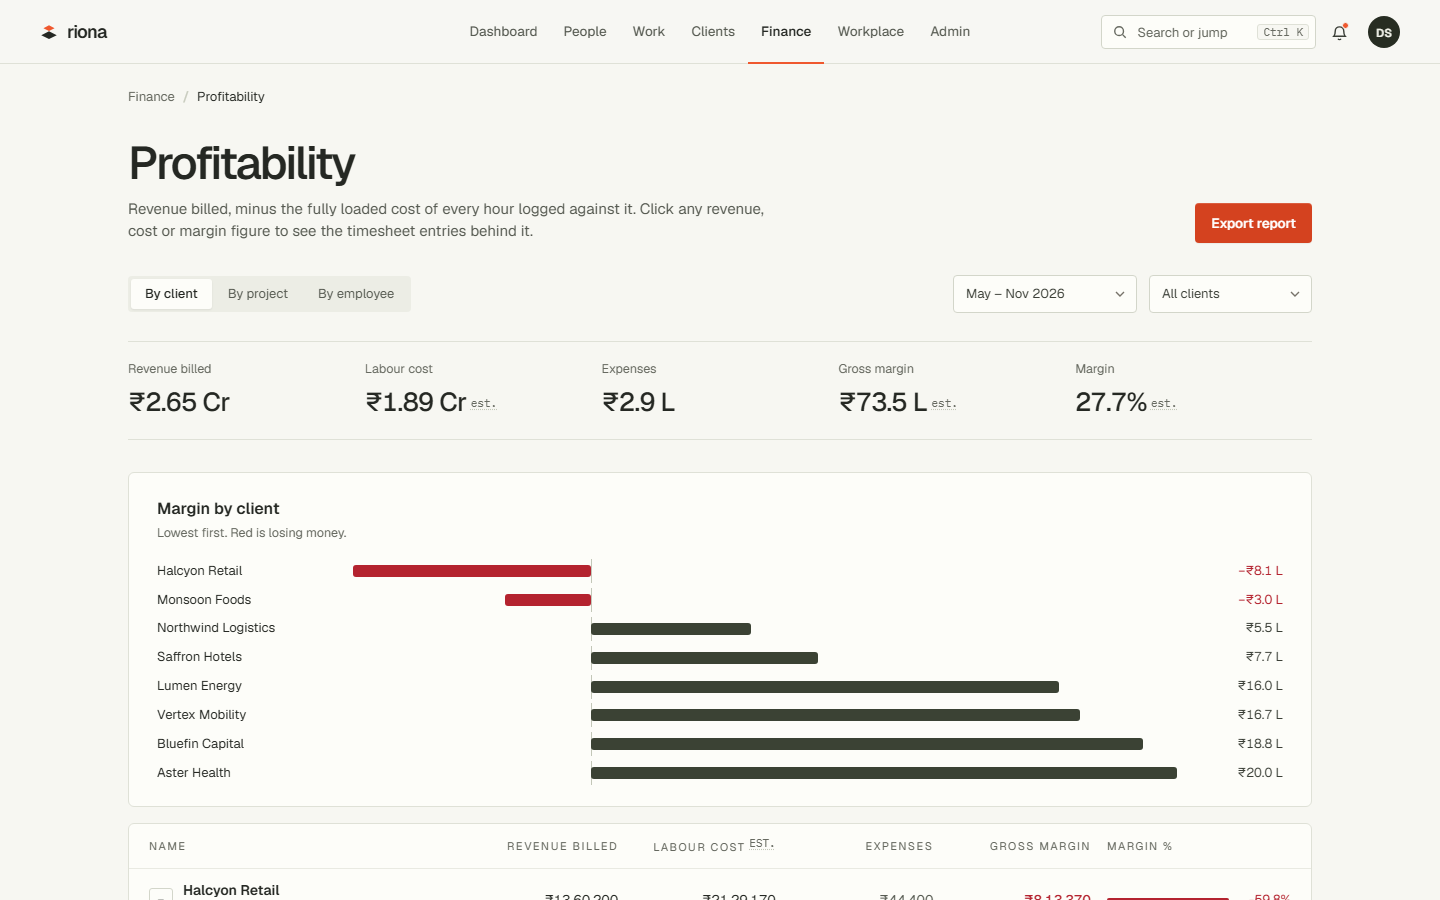 riona
Dashboard People Work Clients Finance Workplace Admin
Search or jump Ctrl K
DS
Finance / Profitability
Profitability
Revenue billed, minus the fully loaded cost of every hour logged against it. Click any revenue,
cost or margin figure to see the timesheet entries behind it.
Export report
By client By project By employee
May – Nov 2026
All clients
Revenue billed Labour cost Expenses Gross margin Margin
₹2.65 Cr ₹1.89 Cr est. ₹2.9 L ₹73.5 L est. 27.7% est.
Margin by client
Lowest first. Red is losing money.
Halcyon Retail −₹8.1 L
Monsoon Foods −₹3.0 L
Northwind Logistics ₹5.5 L
Saffron Hotels ₹7.7 L
Lumen Energy ₹16.0 L
Vertex Mobility ₹16.7 L
Bluefin Capital ₹18.8 L
Aster Health ₹20.0 L
NAME REVENUE BILLED LABOUR COST EST. EXPENSES GROSS MARGIN MARGIN %
Halcyon Retail